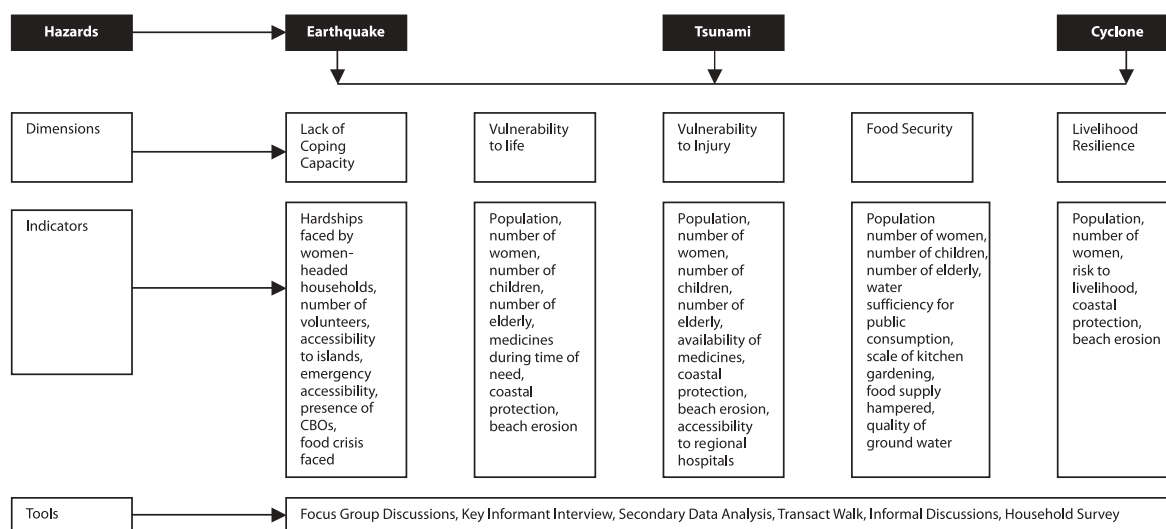 Hazards
Earthquake
Tsunami
Cyclone
Dimensions
Lack of
Coping
Capacity
Vulnerability
to life
Vulnerability
to Injury
Food Security
Livelihood
Resilience
Indicators
Hardships
faced by
women-
headed
households,
number of
volunteers,
accessibility
to islands,
emergency
accessibility,
presence of
CBOs,
food crisis
faced
Population,
number of
women,
number of
children,
number of
elderly,
medicines
during time of
need,
coastal
protection,
beach erosion
Population,
number of
women,
number of
children,
number of
elderly,
availability of
medicines,
coastal
protection,
beach erosion,
accessibility
to regional
hospitals
Population
number of women,
number of children,
number of elderly,
water
sufficiency for
public
consumption,
scale of kitchen
gardening,
food supply
hampered,
quality of
ground water
Population,
number of
women,
risk to
livelihood,
coastal
protection,
beach erosion
Tools
Focus Group Discussions, Key Informant Interview, Secondary Data Analysis, Transact Walk, Informal Discussions, Household Survey